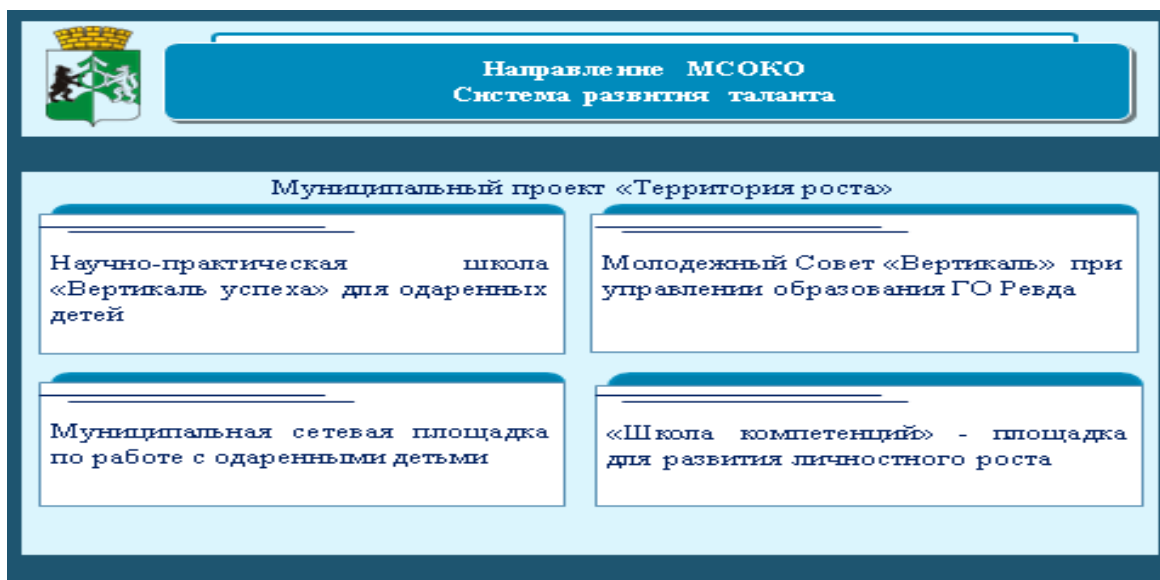 Направление МСОКО
Система развития таланта
Муниципальный проект «Территория роста»
Научно-практическая школа
«Вертикаль успеха» для одаренных
детей
Молодежный Совет «Вертикаль» при
управлении образования ГО Ревда
Муниципальная сетевая площадка
по работе с одаренными детьми
«Школа компетенций» - площадка
для развития личностного роста